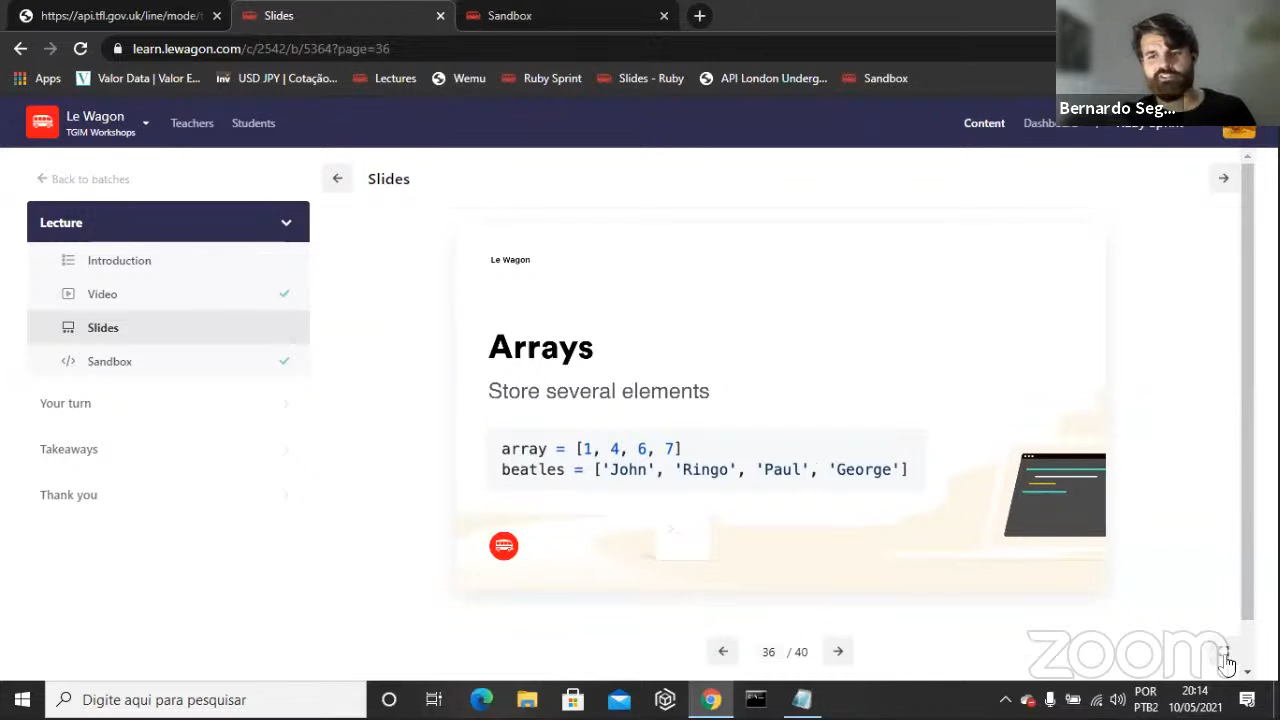 https://api.tfl.gov.uk/line/mode/t
Slides
Sandbox
learn.lewagon.com/c/2542/b/5364?page=36
Apps
Valor Data | Valor E...
USD JPY | Cotação...
Lectures
Wemu
Ruby Sprint
Slides - Ruby
API London Underg...
Sandbox
Bernardo Seg...
Le Wagon
TGIM Workshops
Teachers
Students
Content
Back to batches
Slides
Lecture
Introduction
Video
Slides
Sandbox
Your turn
Takeaways
Thank you
Le Wagon
Arrays
Store several elements
array = [1, 4, 6, 7]
beatles = ['John', 'Ringo', 'Paul', 'George']
36 / 40
zoom
Digite aqui para pesquisar
POR
PTB2
20:14
10/05/2021